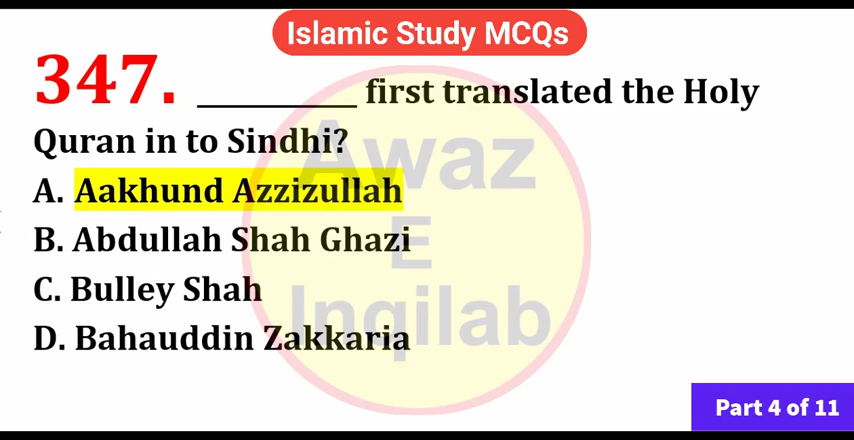 Islamic Study MCQs
347. __________ first translated the Holy
Quran in to Sindhi?
A. Aakhund Azzizullah
B. Abdullah Shah Ghazi
C. Bulley Shah
D. Bahauddin Zakkaria
Awaz
E
Inqilab
Part 4 of 11